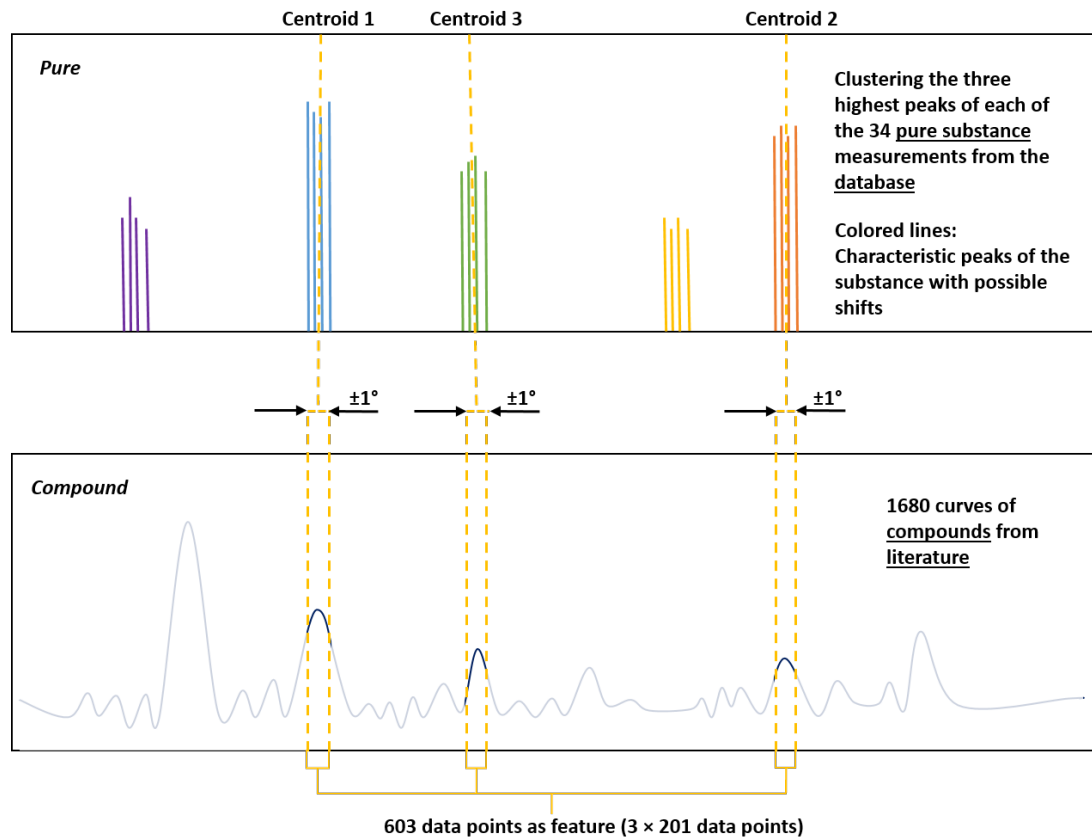 Centroid 1
Centroid 3
Centroid 2
Pure
Clustering the three
highest peaks of each of
the 34 pure substance
measurements from the
database
Colored lines:
Characteristic peaks of the
substance with possible
shifts
±1°
±1°
±1°
Compound
1680 curves of
compounds from
literature
603 data points as feature (3 × 201 data points)